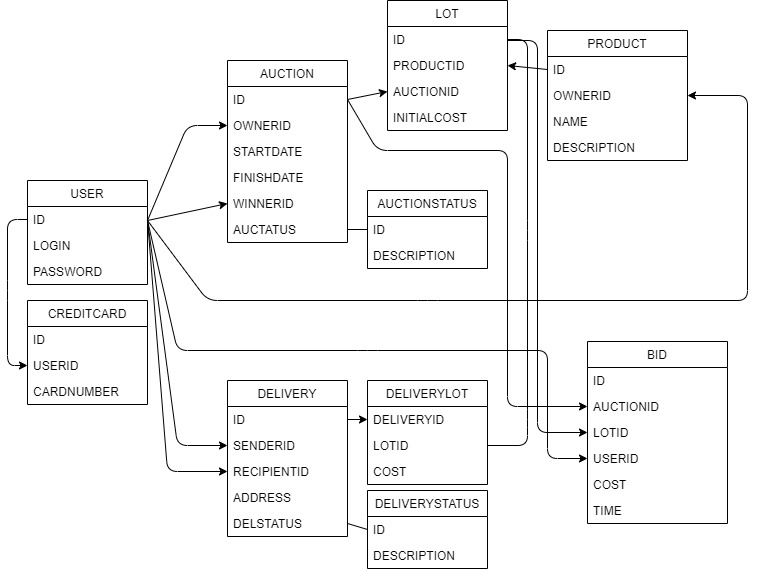 LOT
ID
PRODUCTID
AUCTIONID
INITIALCOST
PRODUCT
ID
OWNERID
NAME
DESCRIPTION
AUCTION
ID
OWNERID
STARTDATE
FINISHDATE
WINNERID
AUCTATUS
USER
ID
LOGIN
PASSWORD
AUCTIONSTATUS
ID
DESCRIPTION
CREDITCARD
ID
USERID
CARDNUMBER
BID
ID
AUCTIONID
LOTID
USERID
COST
TIME
DELIVERY
ID
SENDERID
RECIPIENTID
ADDRESS
DELSTATUS
DELIVERYLOT
DELIVERYID
LOTID
COST
DELIVERYSTATUS
ID
DESCRIPTION